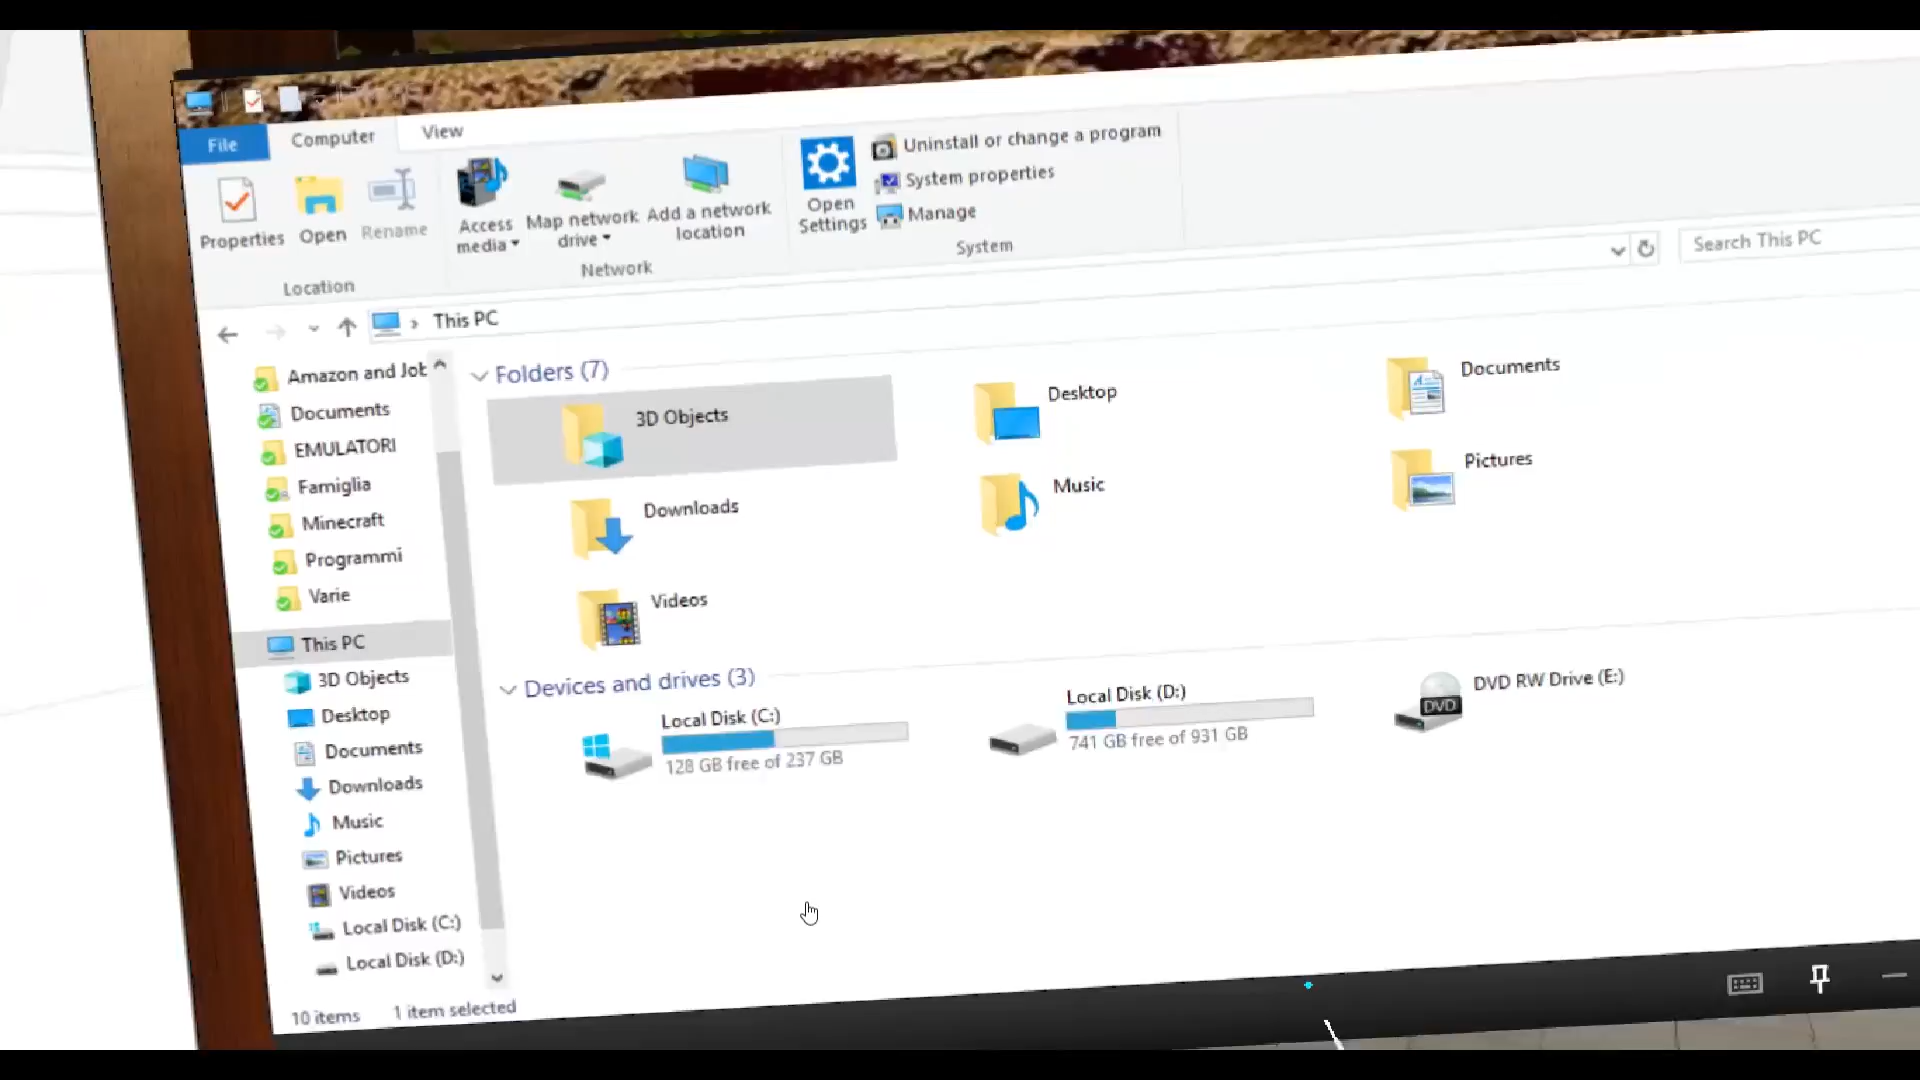 File
Computer
View
Properties
Open
Rename
Access
media
Map network
drive
Add a network
location
Open
Settings
Uninstall or change a program
System properties
Manage
Location
Network
System
This PC
Search This PC
Amazon and Job
Documents
EMULATORI
Famiglia
Minecraft
Programmi
Varie
This PC
3D Objects
Desktop
Documents
Downloads
Music
Pictures
Videos
Local Disk (C:)
Local Disk (D:)
Folders (7)
3D Objects
Desktop
Documents
Downloads
Music
Pictures
Videos
Devices and drives (3)
Local Disk (C:)
128 GB free of 237 GB
Local Disk (D:)
741 GB free of 931 GB
DVD RW Drive (E:)
DVD
10 items
1 item selected